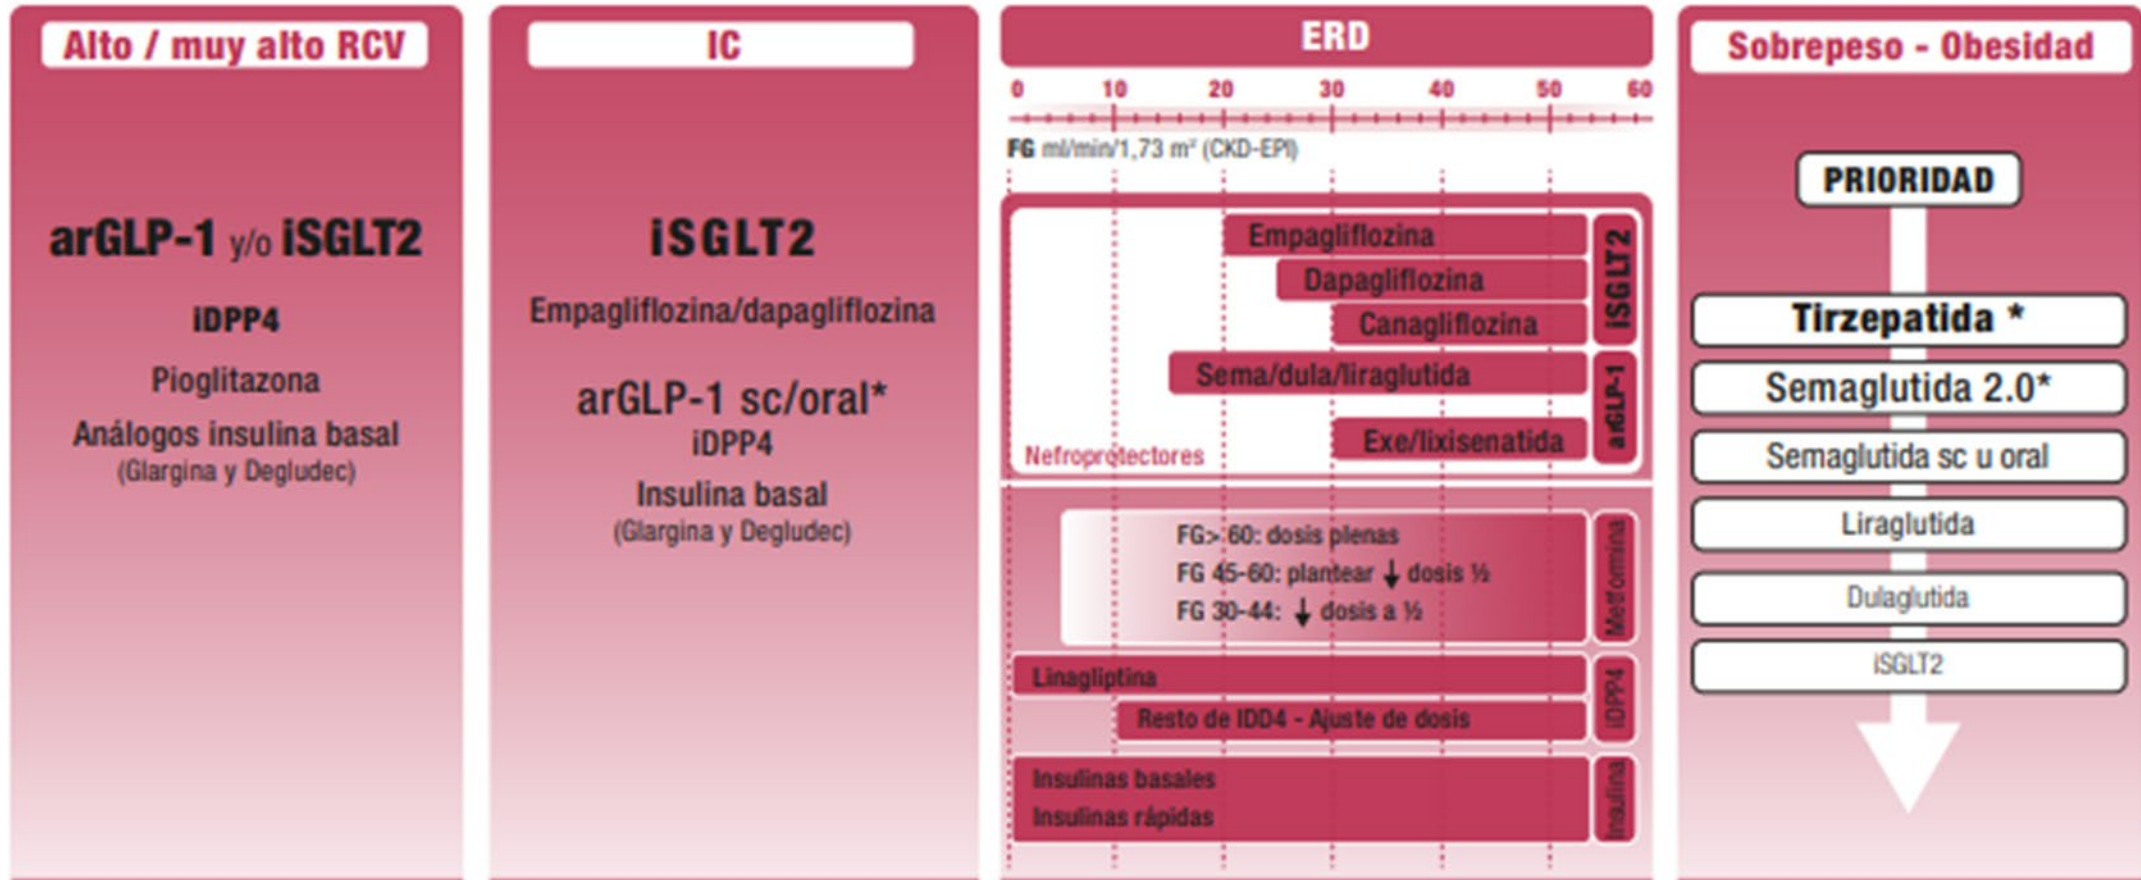 Alto / muy alto RCV
arGLP-1 y/o iSGLT2
iDPP4
Pioglitazona
Análogos insulina basal
(Glargina y Degludec)
IC
iSGLT2
Empagliflozina/dapagliflozina
arGLP-1 sc/oral*
iDPP4
Insulina basal
(Glargina y Degludec)
ERD
0 10 20 30 40 50 60
FG ml/min/1,73 m² (CKD-EPI)
Empagliflozina
Dapagliflozina
Canagliflozina
iSGLT2
Sema/dula/liraglutida
Exe/lixisenatida
arGLP-1
Nefroprotectores
FG> 60: dosis plenas
FG 45-60: plantear ↓ dosis ½
FG 30-44: ↓ dosis a ½
Metformina
Linagliptina
Resto de IDD4 - Ajuste de dosis
iDPP4
Insulinas basales
Insulinas rápidas
Insulina
Sobrepeso - Obesidad
PRIORIDAD
Tirzepatida *
Semaglutida 2.0*
Semaglutida sc u oral
Liraglutida
Dulaglutida
iSGLT2